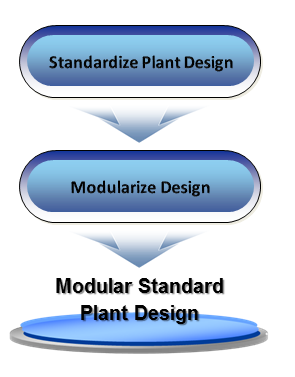 Standardize Plant Design
Modularize Design
Modular Standard
Plant Design